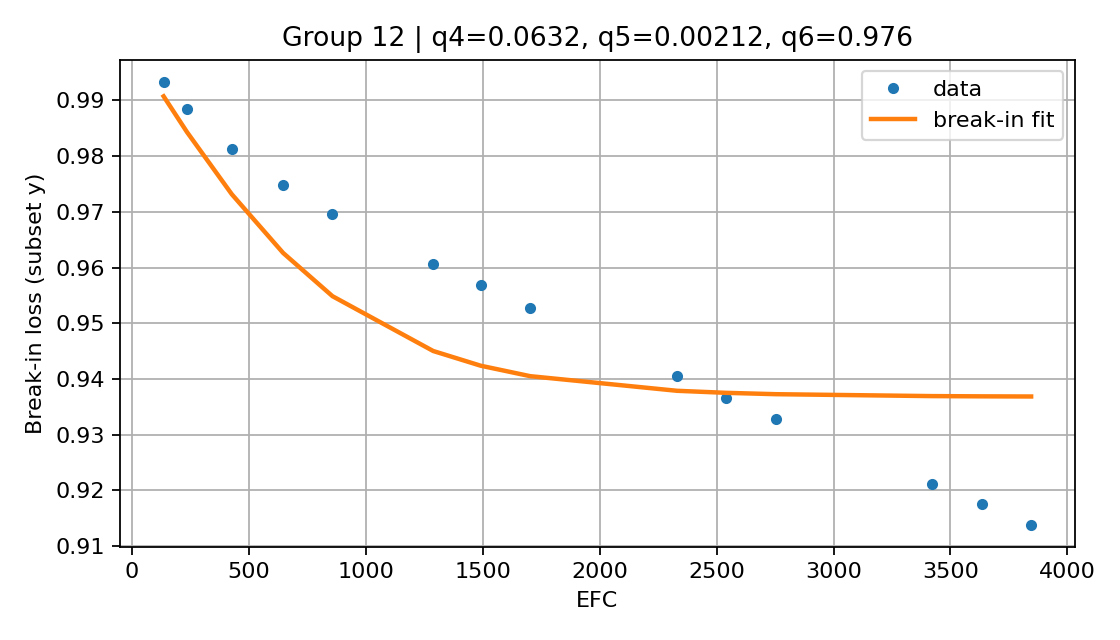 Group 12 | q4=0.0632, q5=0.00212, q6=0.976
data
break-in fit
Break-in loss (subset y)
0.99
0.98
0.97
0.96
0.95
0.94
0.93
0.92
0.91
0 500 1000 1500 2000 2500 3000 3500 4000
EFC